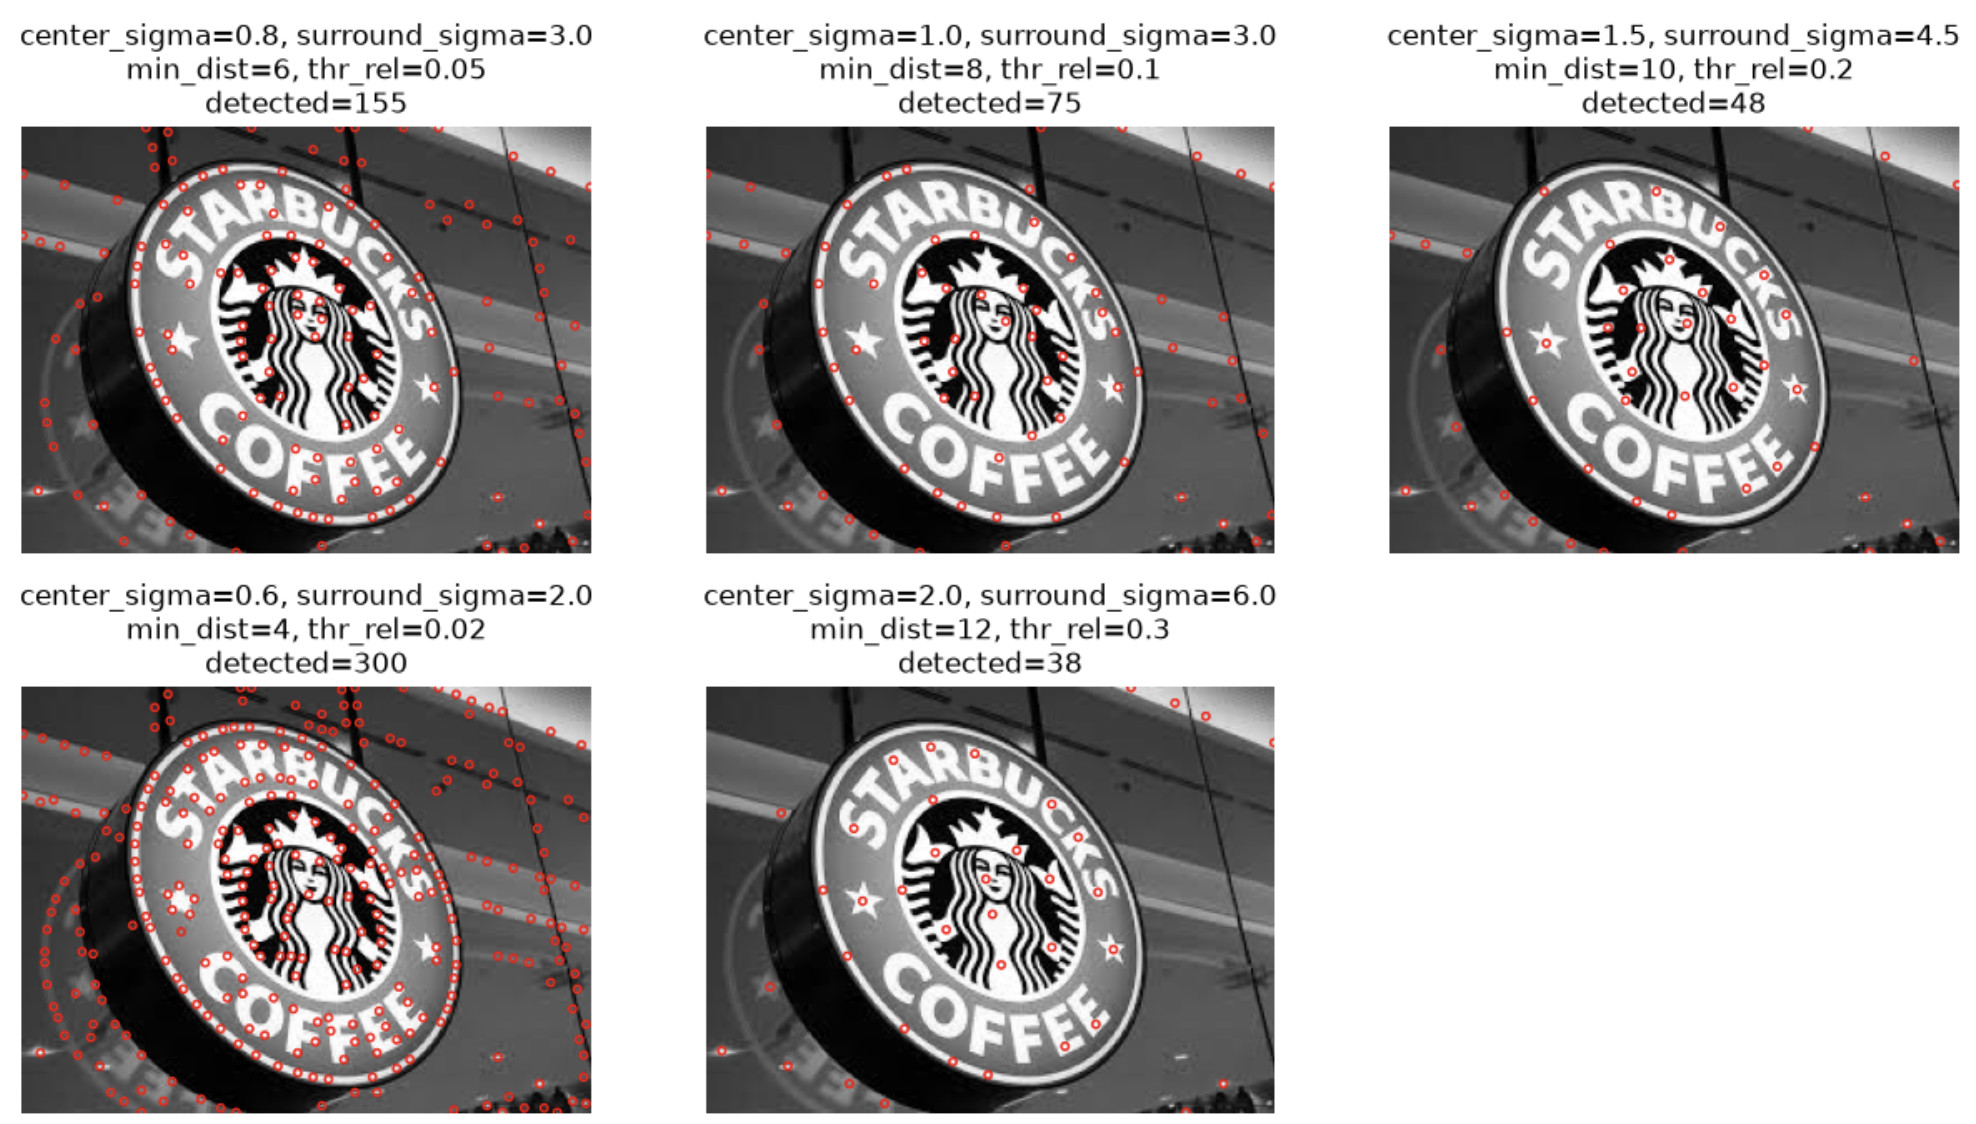 center_sigma=0.8, surround_sigma=3.0
min_dist=6, thr_rel=0.05
detected=155
STARBUCKS
COFFEE
center_sigma=1.0, surround_sigma=3.0
min_dist=8, thr_rel=0.1
detected=75
STARBUCKS
COFFEE
center_sigma=1.5, surround_sigma=4.5
min_dist=10, thr_rel=0.2
detected=48
STARBUCKS
COFFEE
center_sigma=0.6, surround_sigma=2.0
min_dist=4, thr_rel=0.02
detected=300
STARBUCKS
COFFEE
center_sigma=2.0, surround_sigma=6.0
min_dist=12, thr_rel=0.3
detected=38
STARBUCKS
COFFEE